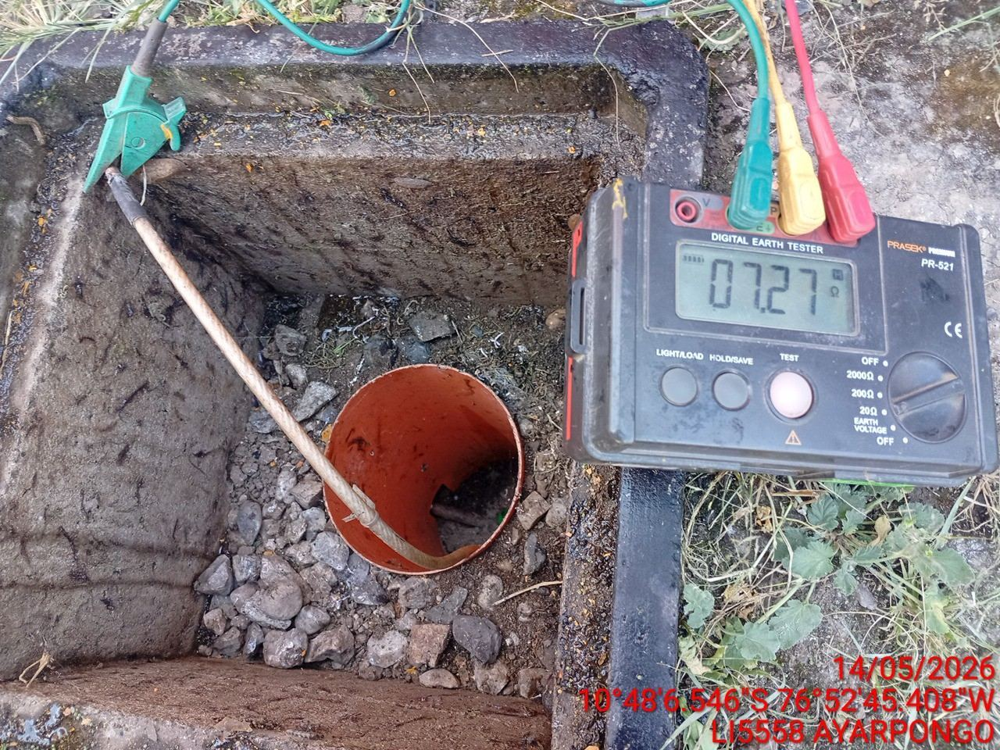 V
DIGITAL EARTH TESTER
PRASEK® PREMIUM
PR-521
07.27
Ω
CE
LIGHT/LOAD HOLD/SAVE TEST
OFF
2000Ω
200Ω
20Ω
EARTH
VOLTAGE
OFF
14/05/2026
10°48'6.546"S 76°52'45.408"W
LI5558 AYARPONGO